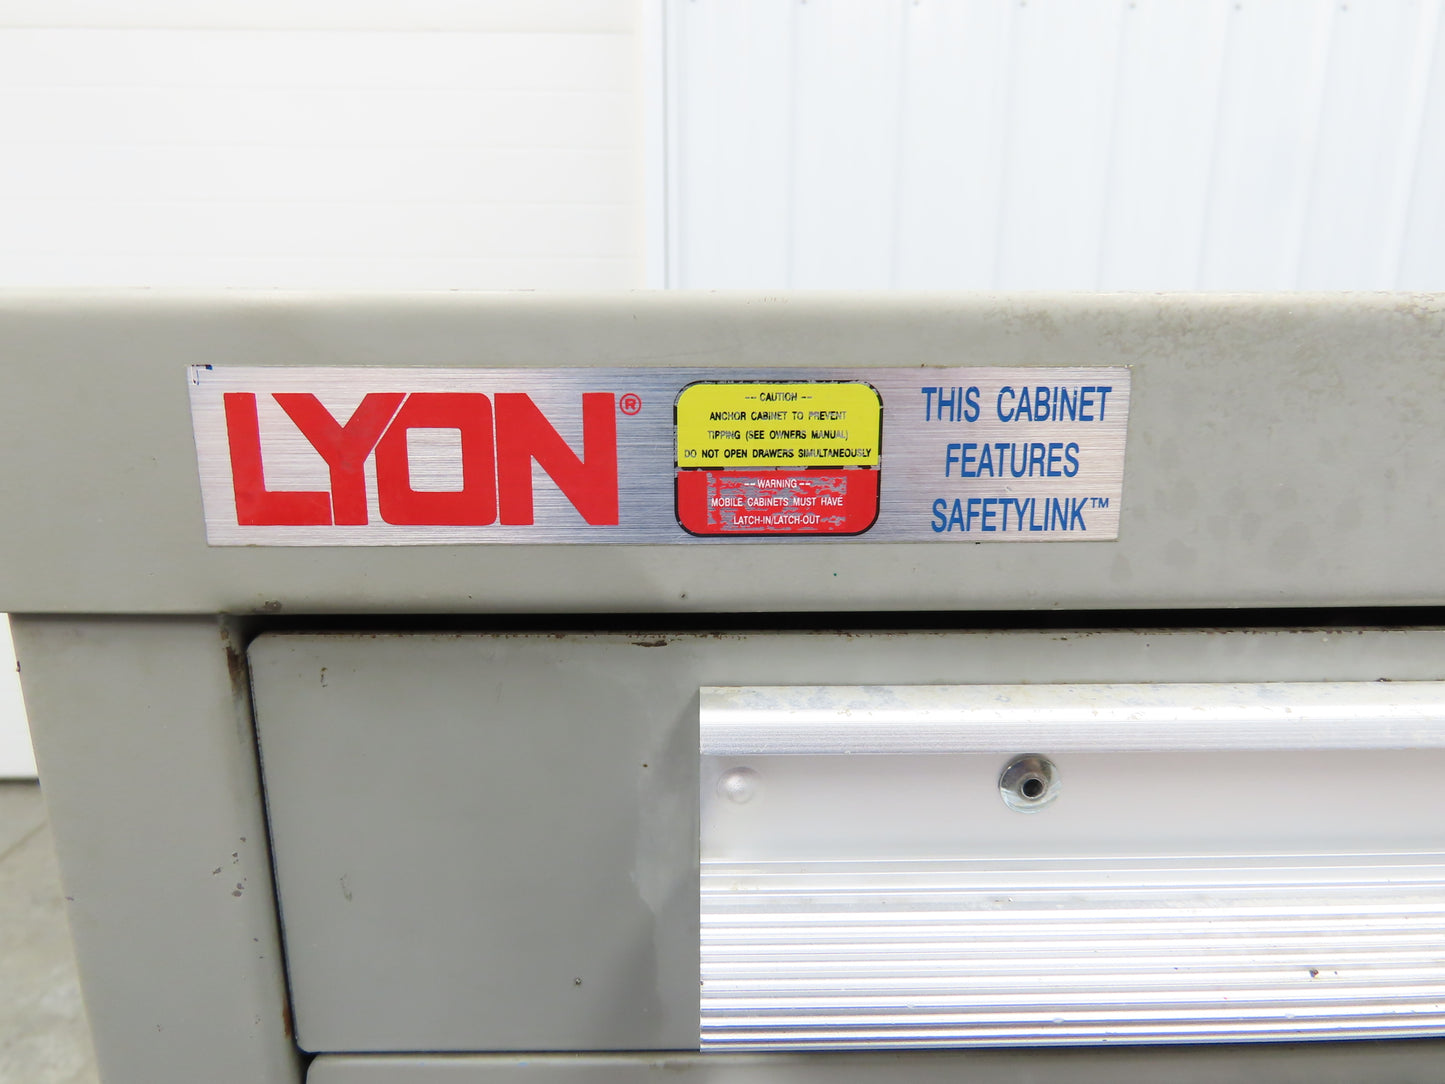 LYON®
-- CAUTION --
ANCHOR CABINET TO PREVENT
TIPPING (SEE OWNERS MANUAL)
DO NOT OPEN DRAWERS SIMULTANEOUSLY
-- WARNING --
MOBILE CABINETS MUST HAVE
LATCH-IN/LATCH-OUT
THIS CABINET
FEATURES
SAFETYLINK™